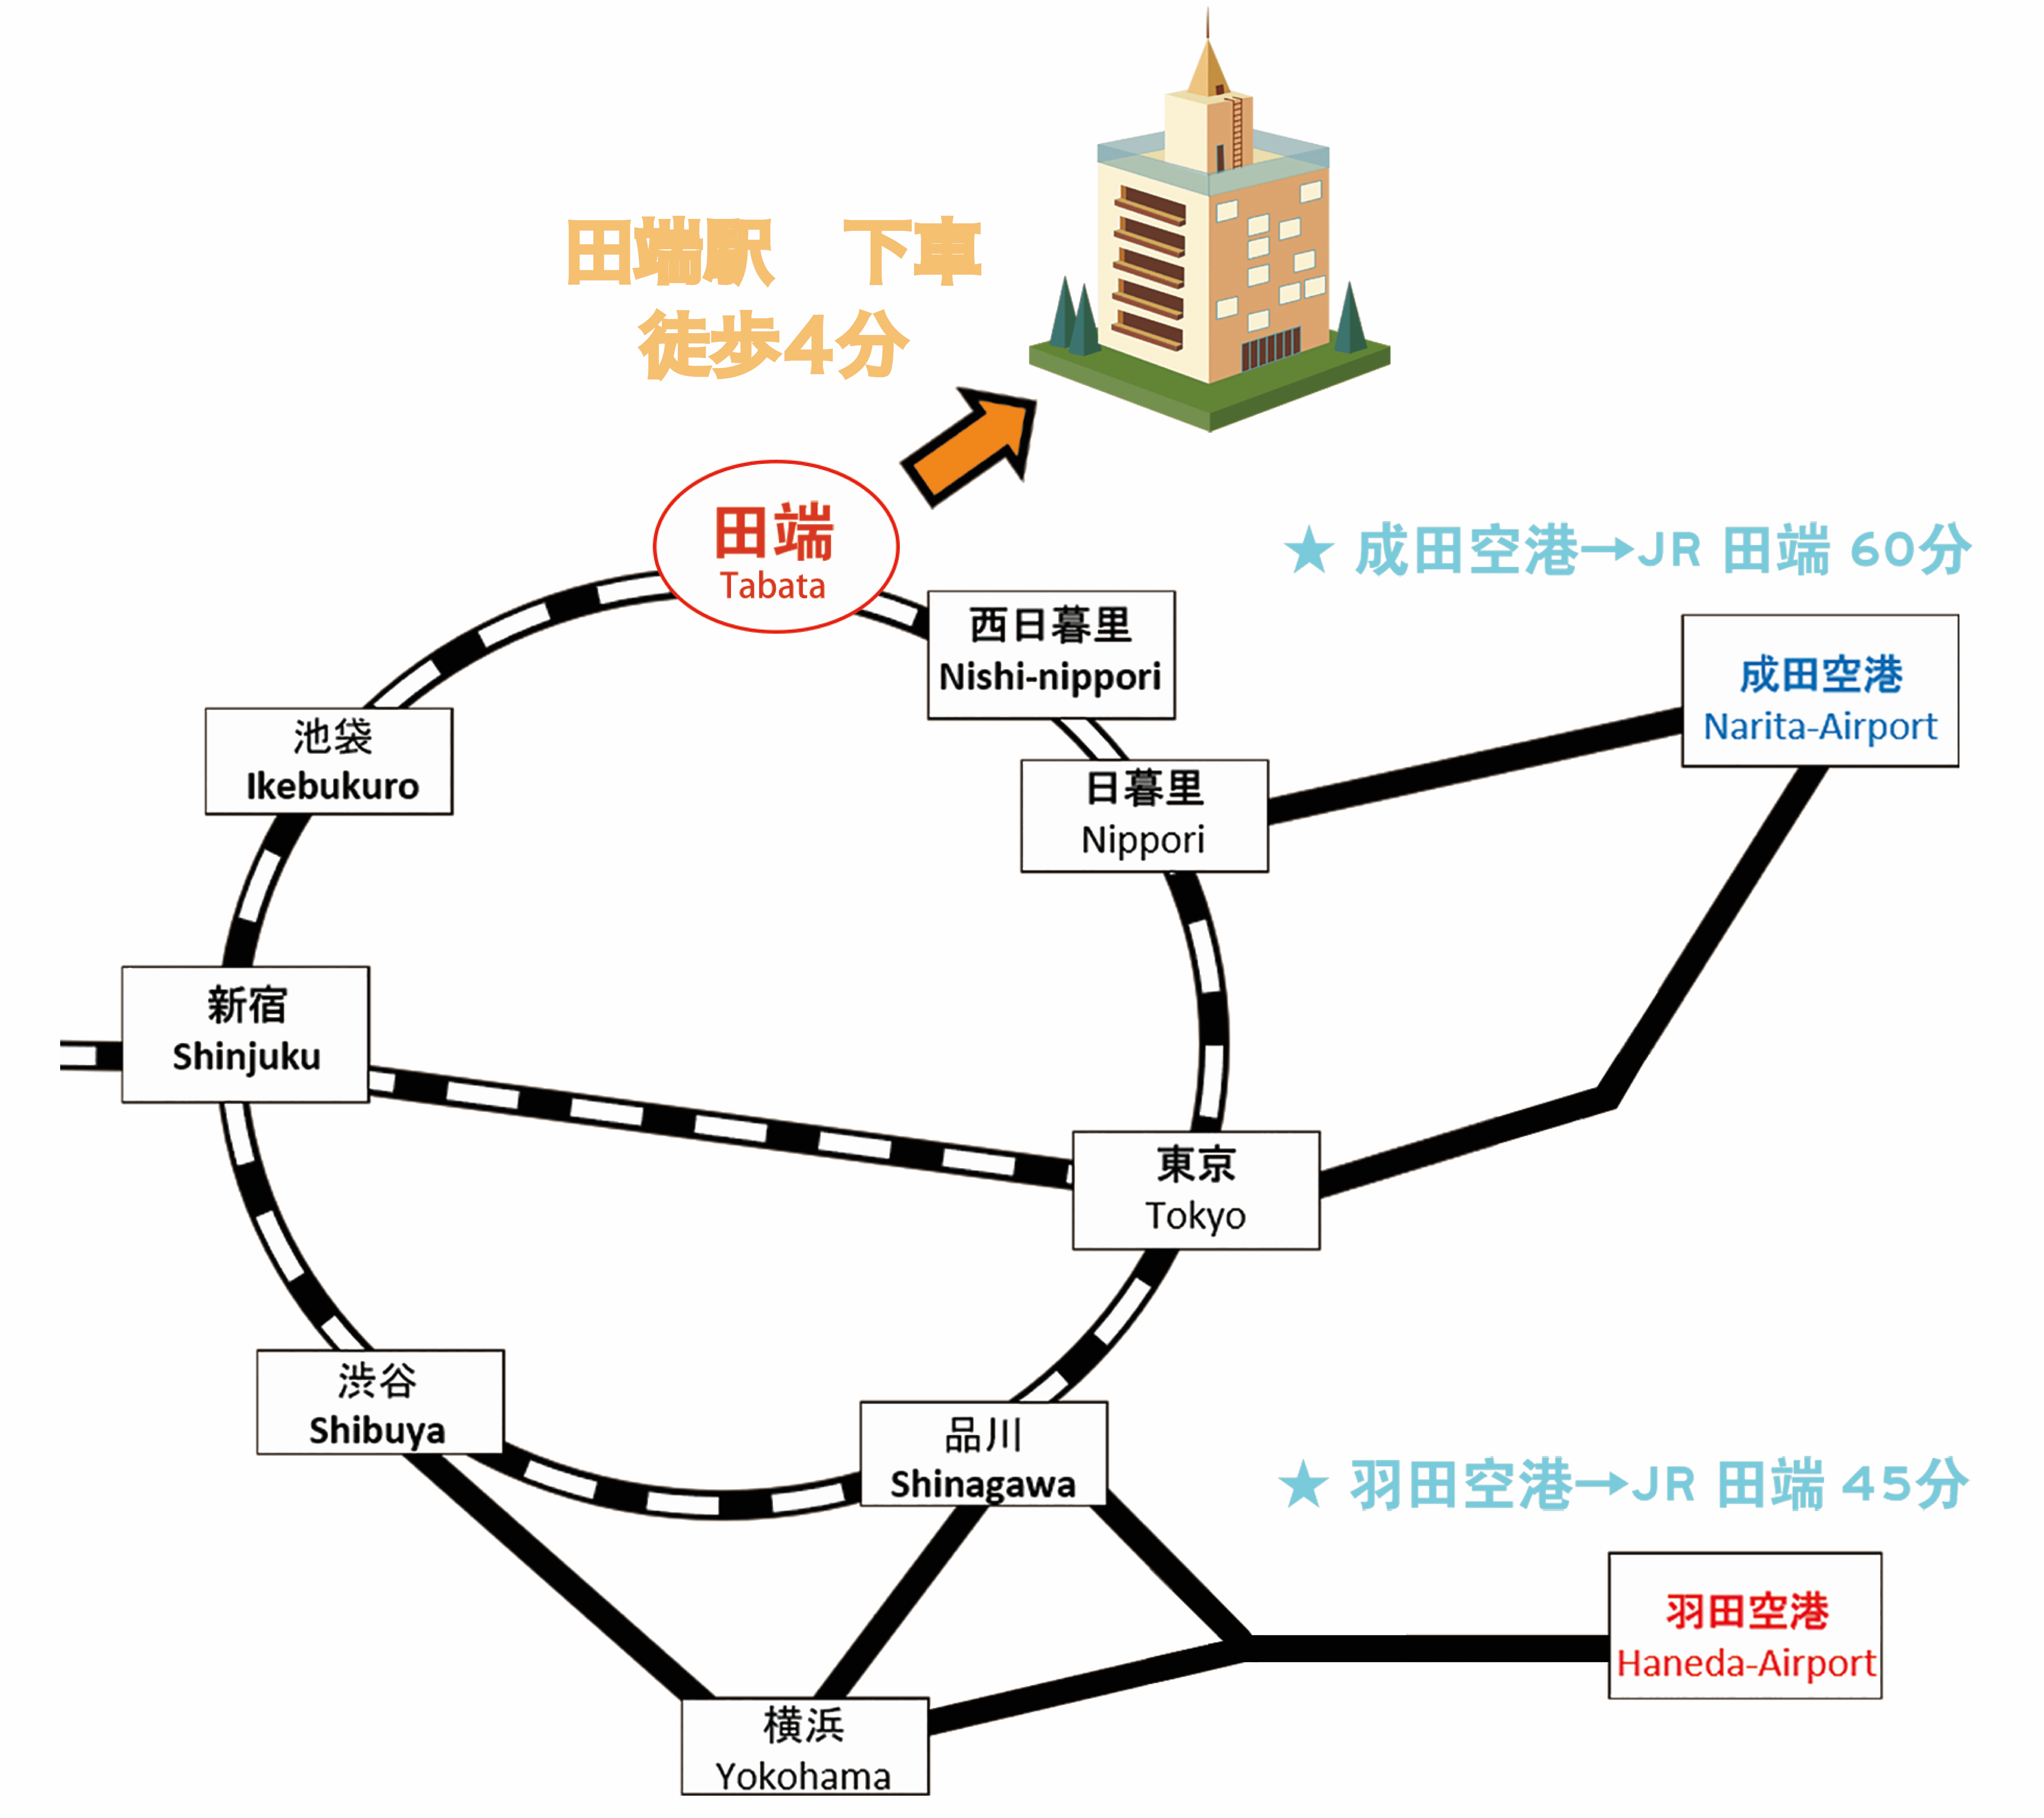 田端駅　下車
徒歩4分
田端
Tabata
★ 成田空港→JR 田端 60分
西日暮里
Nishi-nippori
成田空港
Narita-Airport
池袋
Ikebukuro
日暮里
Nippori
新宿
Shinjuku
東京
Tokyo
渋谷
Shibuya
品川
Shinagawa
★ 羽田空港→JR 田端 45分
羽田空港
Haneda-Airport
横浜
Yokohama